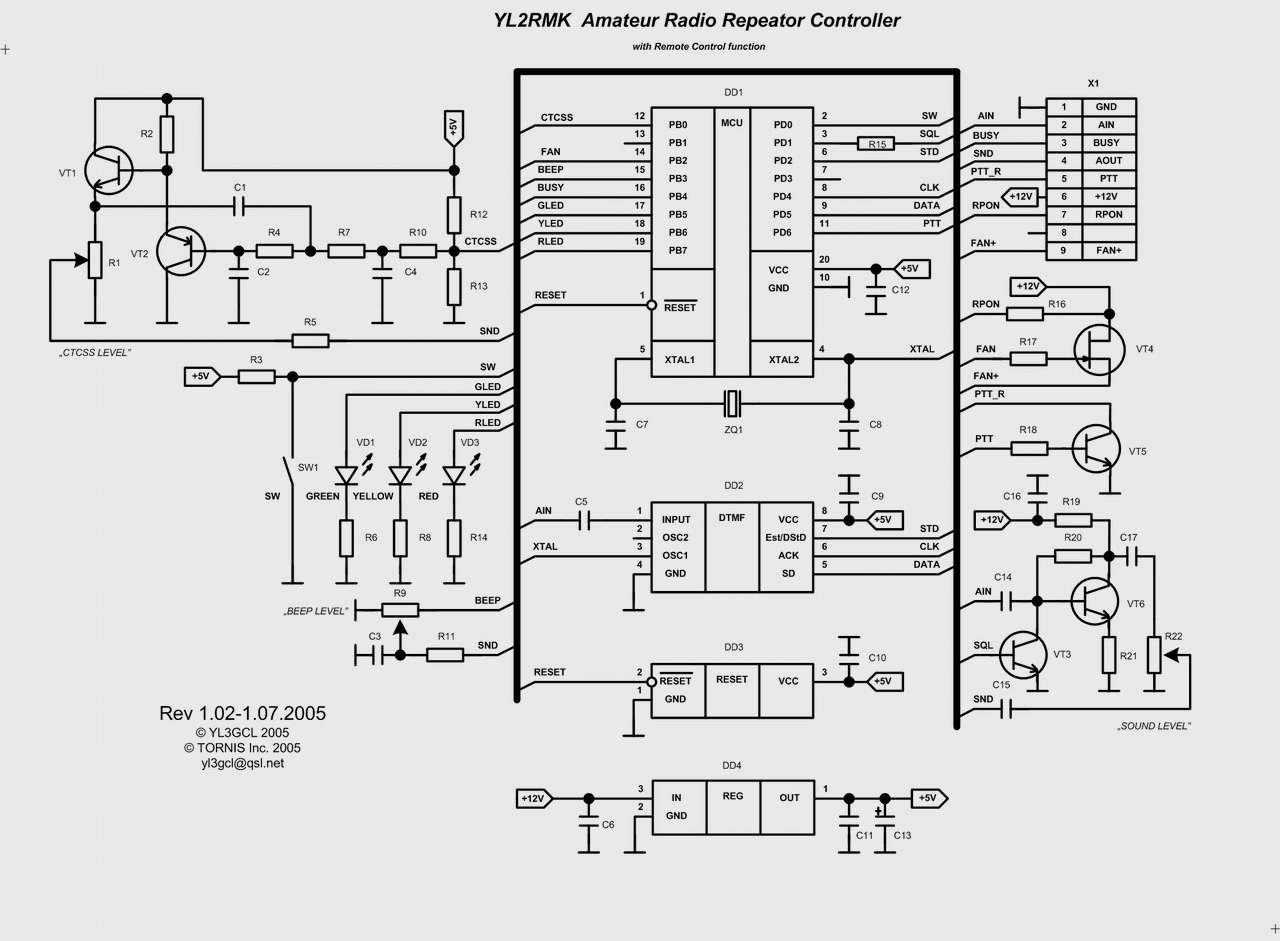 YL2RMK Amateur Radio Repeator Controller
with Remote Control function
R2
VT1
C1
R4
R7
R10
R12
+5V
CTCSS
VT2
R1
C2
C4
R13
R5
SND
„CTCSS LEVEL”
R3
+5V
SW
GLED
YLED
RLED
SW1
SW
VD1
VD2
VD3
GREEN
YELLOW
RED
R6
R8
R14
R9
„BEEP LEVEL”
BEEP
C3
R11
SND
DD1
MCU
CTCSS 12 PB0
13 PB1
FAN 14 PB2
BEEP 15 PB3
BUSY 16 PB4
GLED 17 PB5
YLED 18 PB6
RLED 19 PB7
RESET 1 RESET
5 XTAL1
PD0 2 SW
PD1 3 R15 SQL
PD2 6 STD
PD3 7
PD4 8 CLK
PD5 9 DATA
PD6 11 PTT
VCC 20 +5V
GND 10
C12
XTAL2 4 XTAL
C7
ZQ1
C8
DD2
DTMF
AIN C5 1 INPUT
2 OSC2
XTAL 3 OSC1
4 GND
VCC 8 +5V
C9
Est/DStD 7 STD
ACK 6 CLK
SD 5 DATA
DD3
RESET 2 RESET RESET VCC 3 +5V
1 GND
C10
DD4
+12V 3 IN REG OUT 1 +5V
2 GND
C6
C11
+
C13
X1
1 GND
AIN 2 AIN
BUSY 3 BUSY
SND 4 AOUT
PTT_R 5 PTT
+12V 6 +12V
RPON 7 RPON
8
FAN+ 9 FAN+
+12V
RPON R16
FAN R17 VT4
FAN+
PTT_R
PTT R18 VT5
C16
R19
+12V
R20
C17
C14
AIN
VT6
SQL
VT3
R21
R22
C15
SND
„SOUND LEVEL”
Rev 1.02-1.07.2005
© YL3GCL 2005
© TORNIS Inc. 2005
yl3gcl@qsl.net